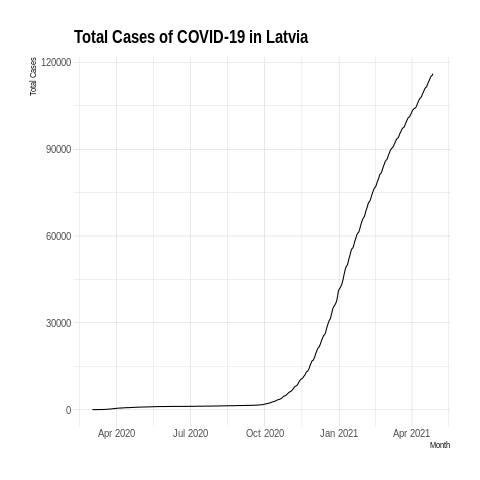 Total Cases of COVID-19 in Latvia
Total Cases
120000
90000
60000
30000
0
Apr 2020
Jul 2020
Oct 2020
Jan 2021
Apr 2021
Month